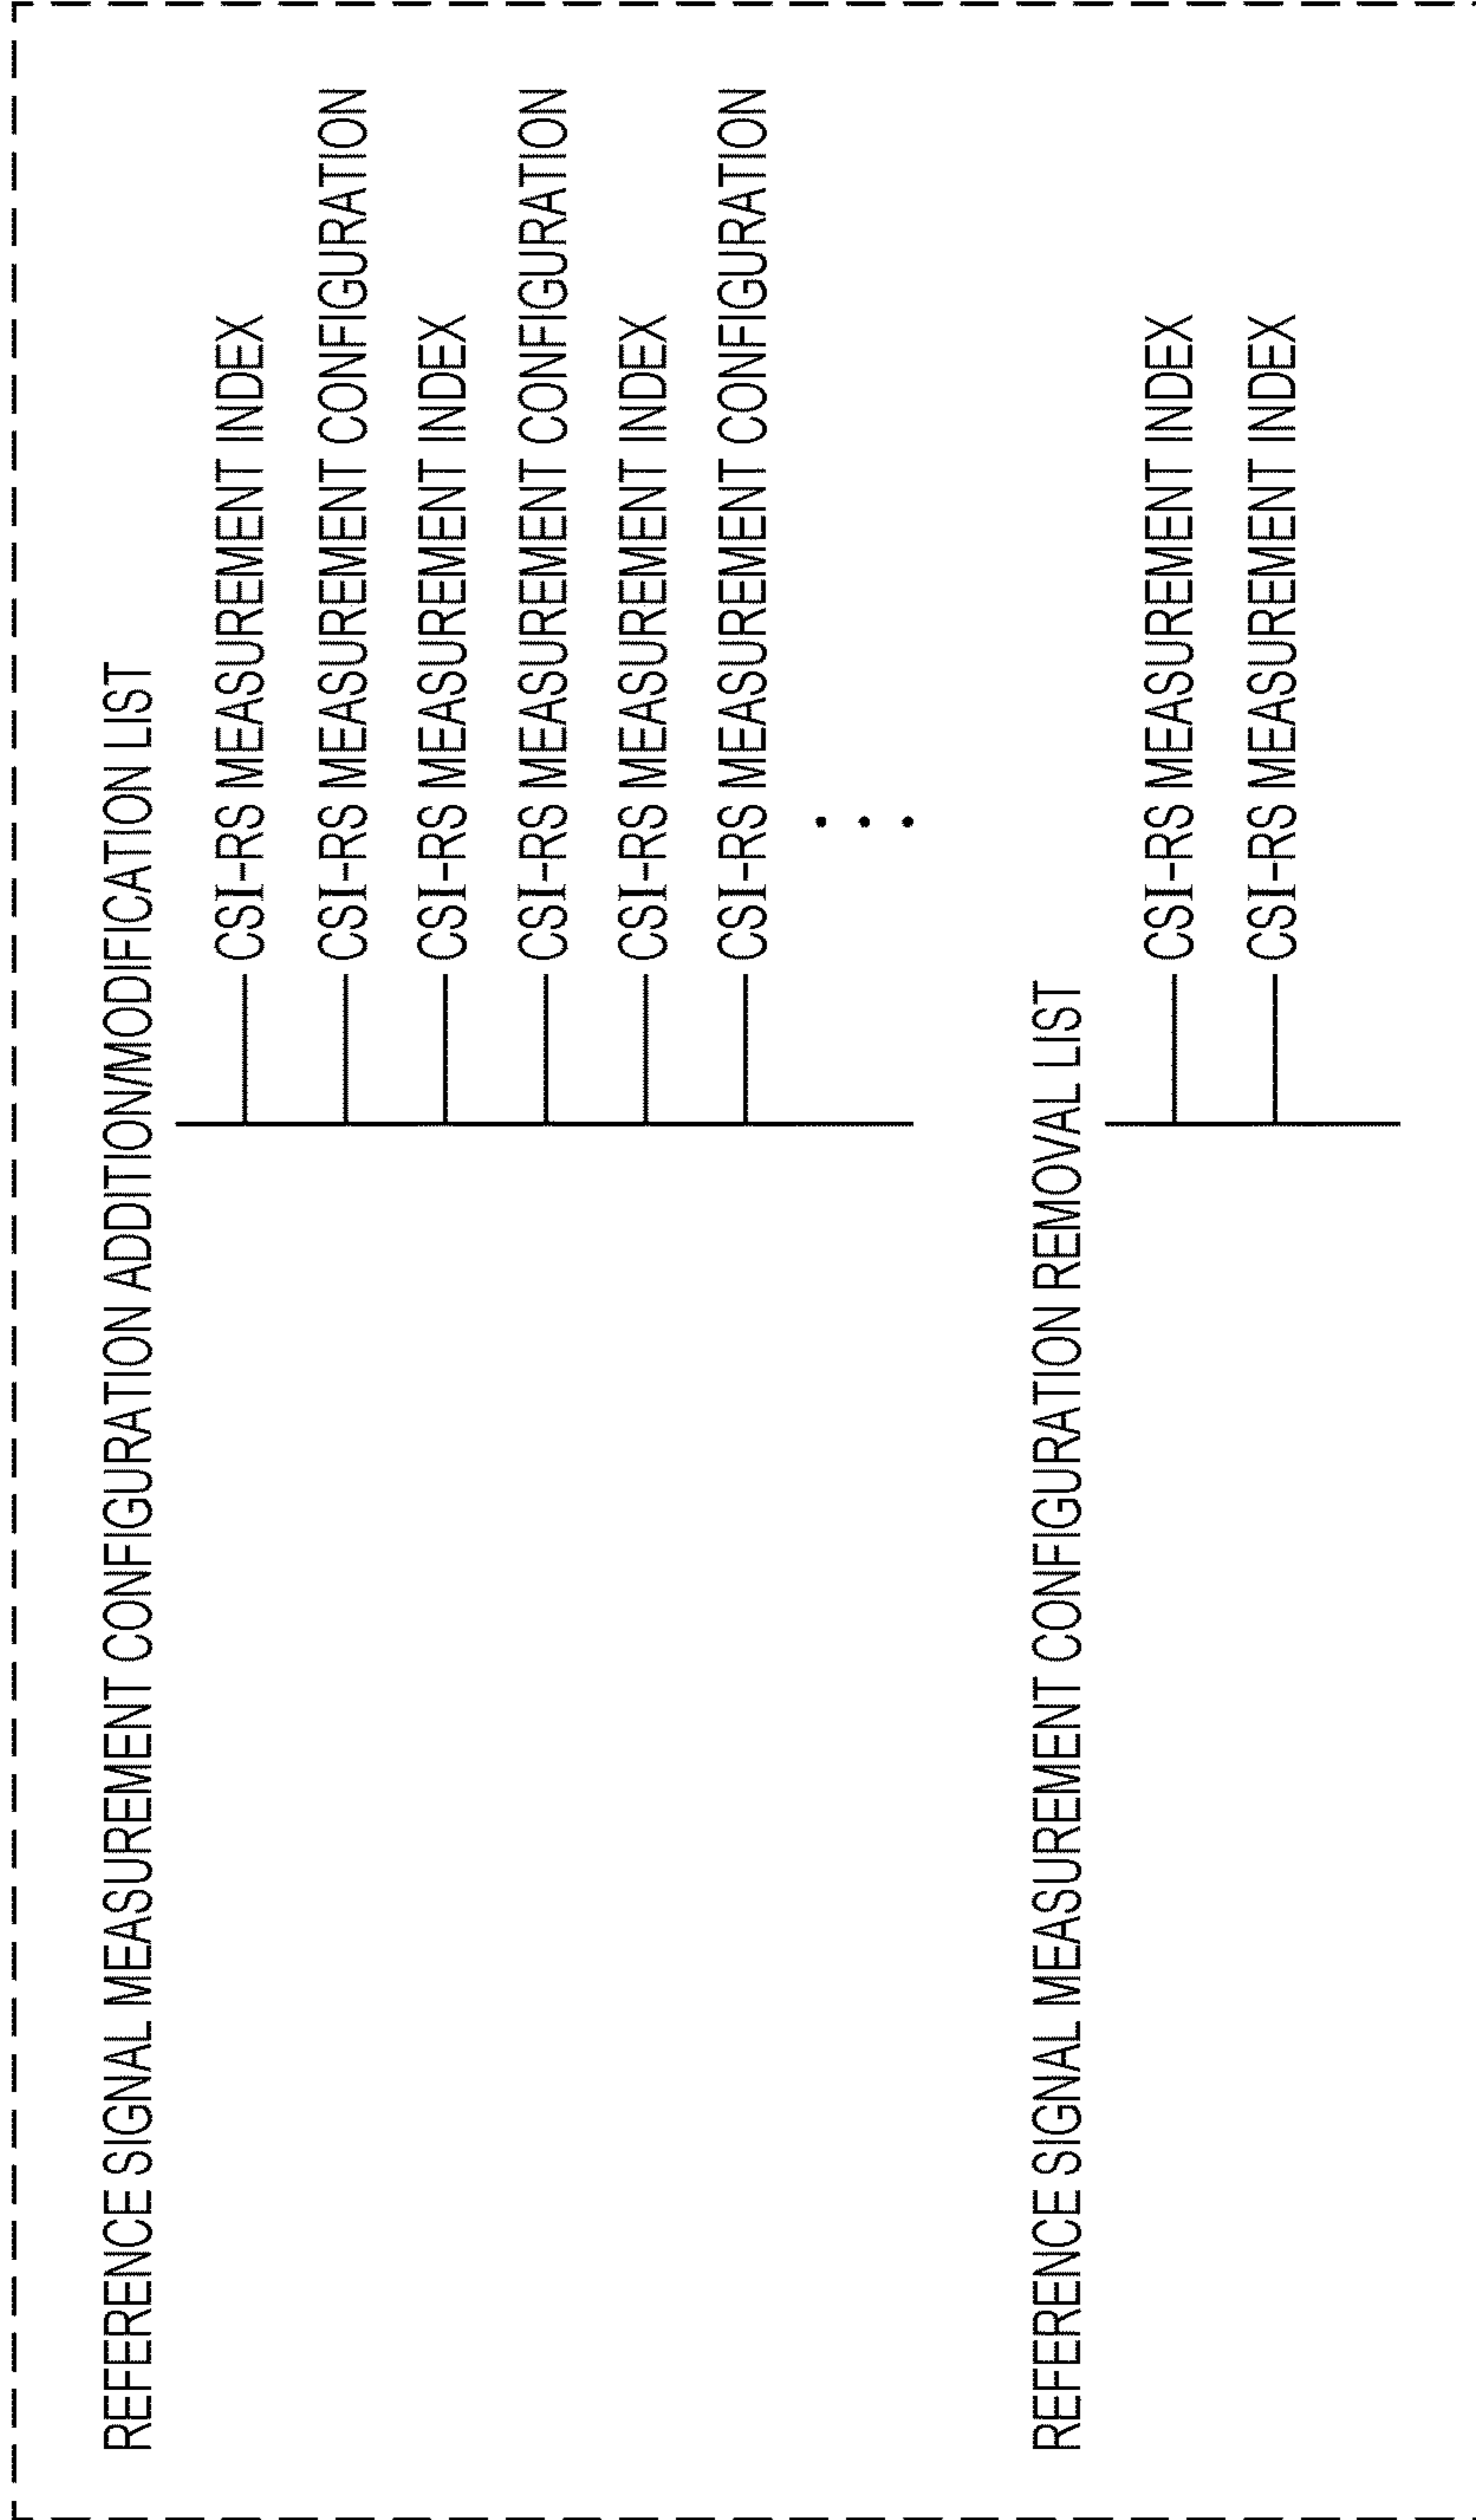 REFERENCE SIGNAL MEASUREMENT CONFIGURATION ADDITION/MODIFICATION LIST
CSI-RS MEASUREMENT INDEX
CSI-RS MEASUREMENT CONFIGURATION
CSI-RS MEASUREMENT INDEX
CSI-RS MEASUREMENT CONFIGURATION
CSI-RS MEASUREMENT INDEX
CSI-RS MEASUREMENT CONFIGURATION
...
REFERENCE SIGNAL MEASUREMENT CONFIGURATION REMOVAL LIST
CSI-RS MEASUREMENT INDEX
CSI-RS MEASUREMENT INDEX